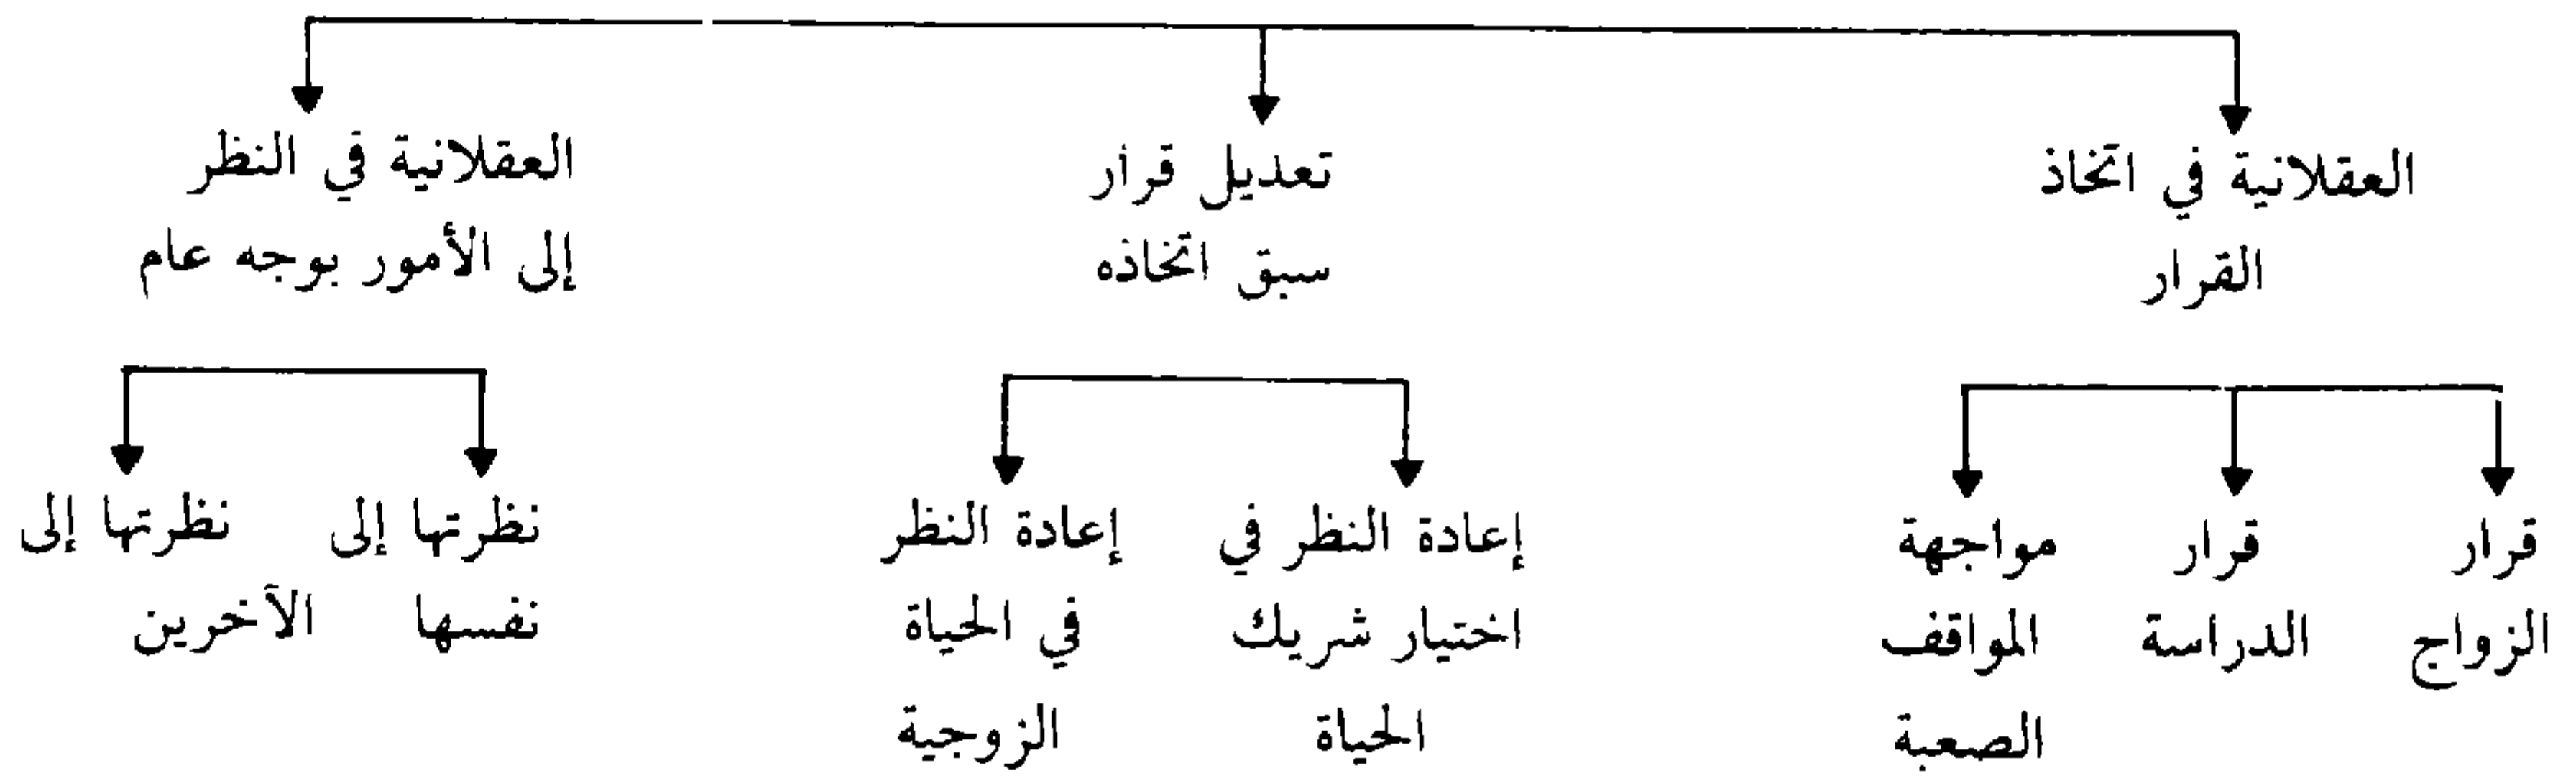 العقلانية في اتخاذ
القرار
تعديل قرار
سبق اتخاذه
العقلانية في النظر
إلى الأمور بوجه عام
قرار
الزواج
قرار
الدراسة
مواجهة
المواقف
الصعبة
إعادة النظر في
اختيار شريك
الحياة
إعادة النظر
في الحياة
الزوجية
نظرتها إلى
نفسها
نظرتها إلى
الآخرين